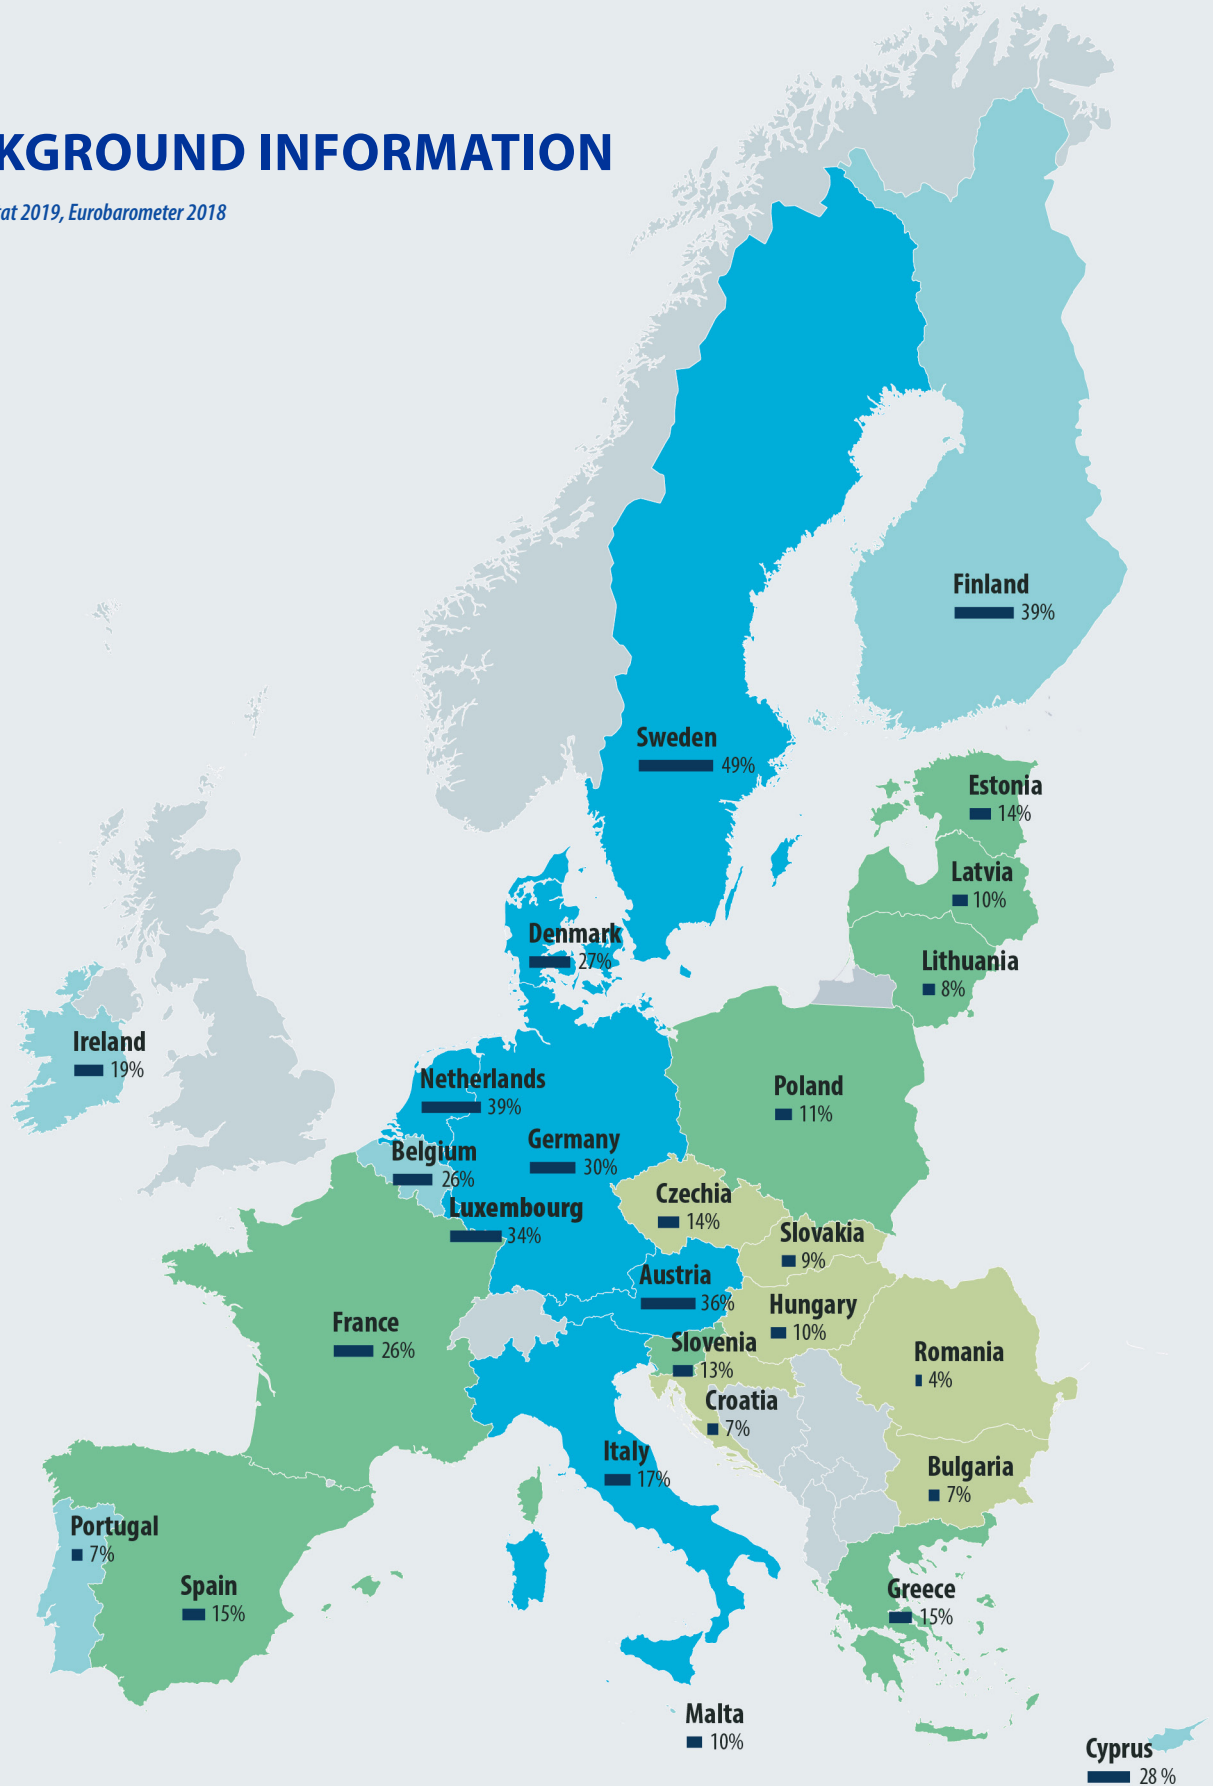 KGROUND INFORMATION
tat 2019, Eurobarometer 2018
Finland
39%
Sweden
49%
Estonia
14%
Latvia
10%
Denmark
27%
Lithuania
8%
Ireland
19%
Netherlands
39%
Poland
11%
Germany
30%
Belgium
26%
Czechia
14%
Luxembourg
34%
Slovakia
9%
Austria
36%
Hungary
10%
France
26%
Slovenia
13%
Romania
4%
Croatia
7%
Italy
17%
Bulgaria
7%
Portugal
7%
Spain
15%
Greece
15%
Malta
10%
Cyprus
28 %